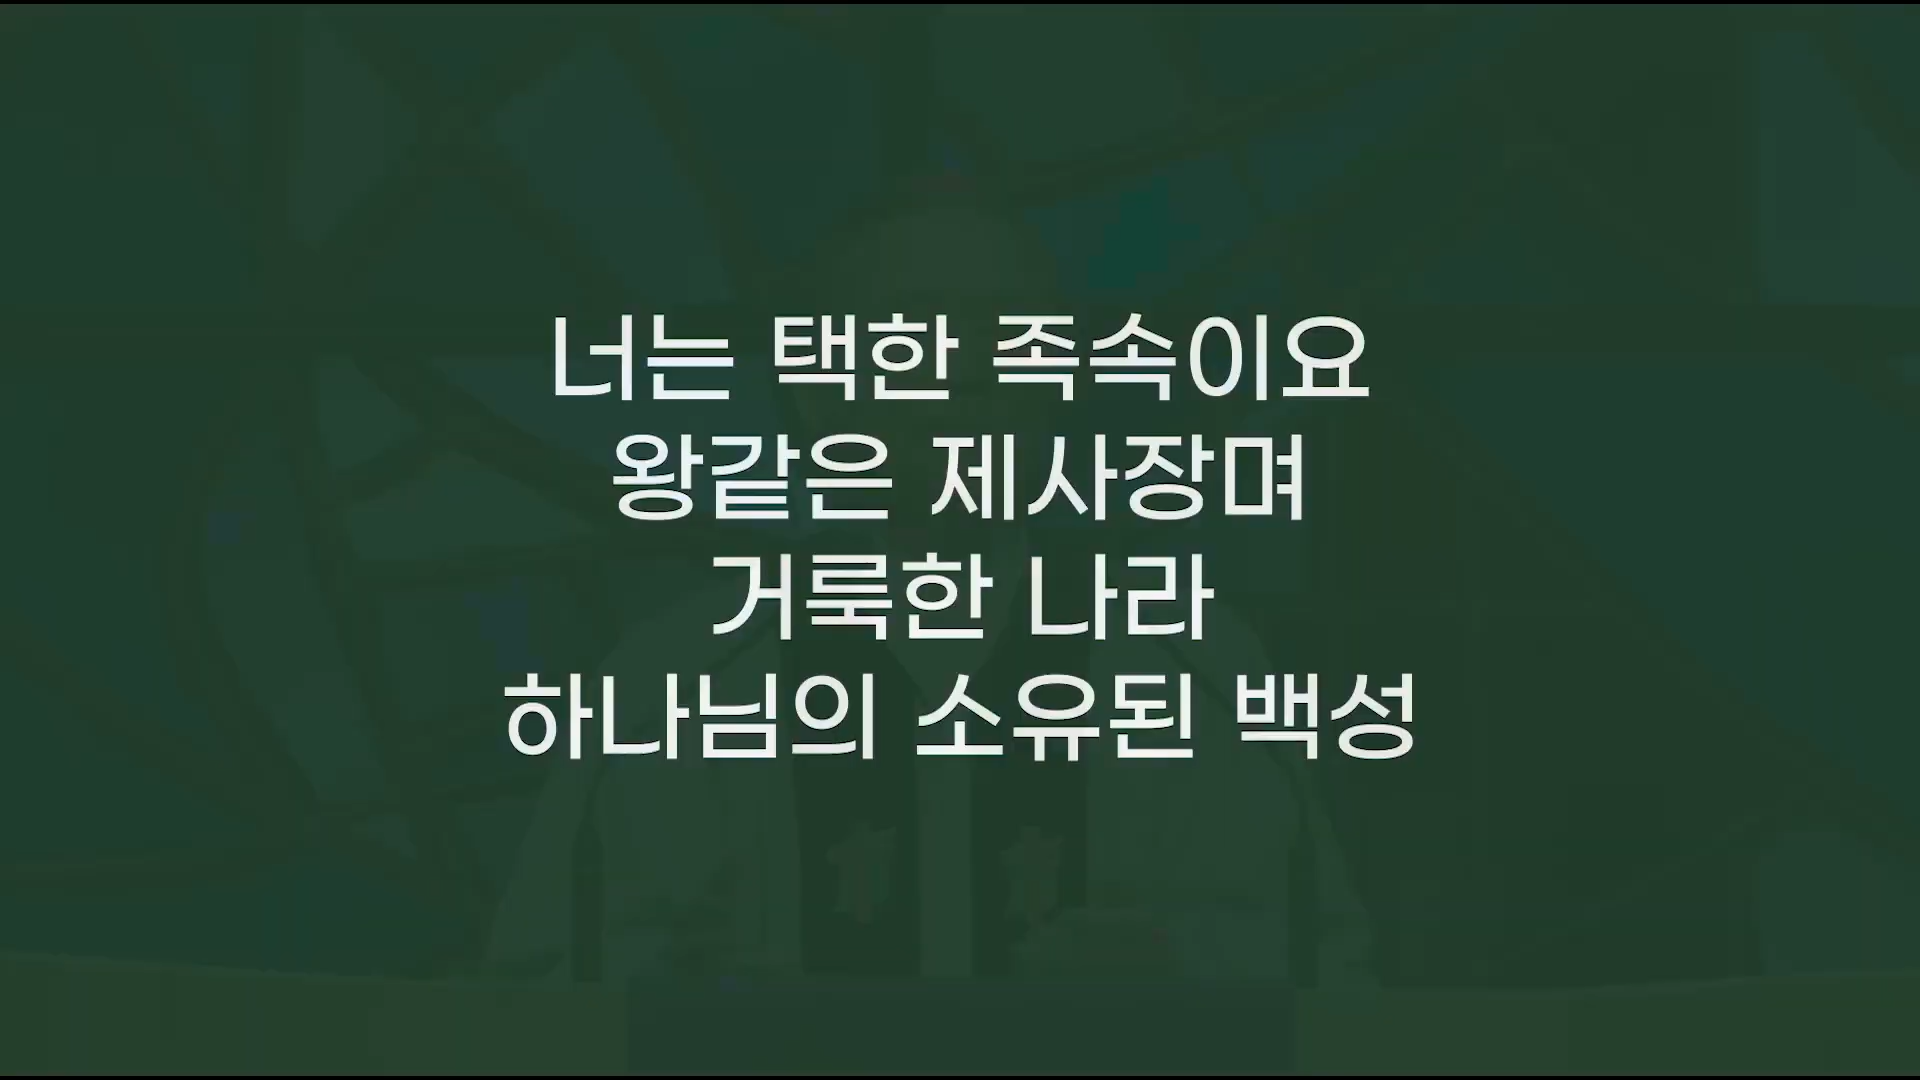 너는 택한 족속이요
왕같은 제사장며
거룩한 나라
하나님의 소유된 백성